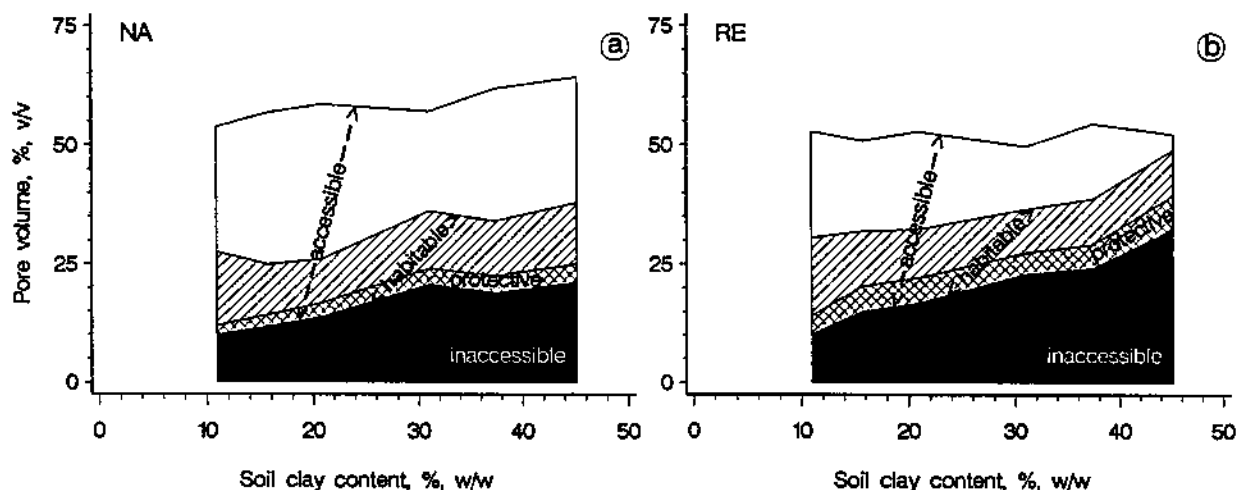 75
NA
a
50
25
0
Pore volume, %, v/v
accessible
habitable
protective
inaccessible
0
10
20
30
40
50
Soil clay content, %, w/w
75
RE
b
50
25
0
accessible
habitable
protective
inaccessible
0
10
20
30
40
50
Soil clay content, %, w/w